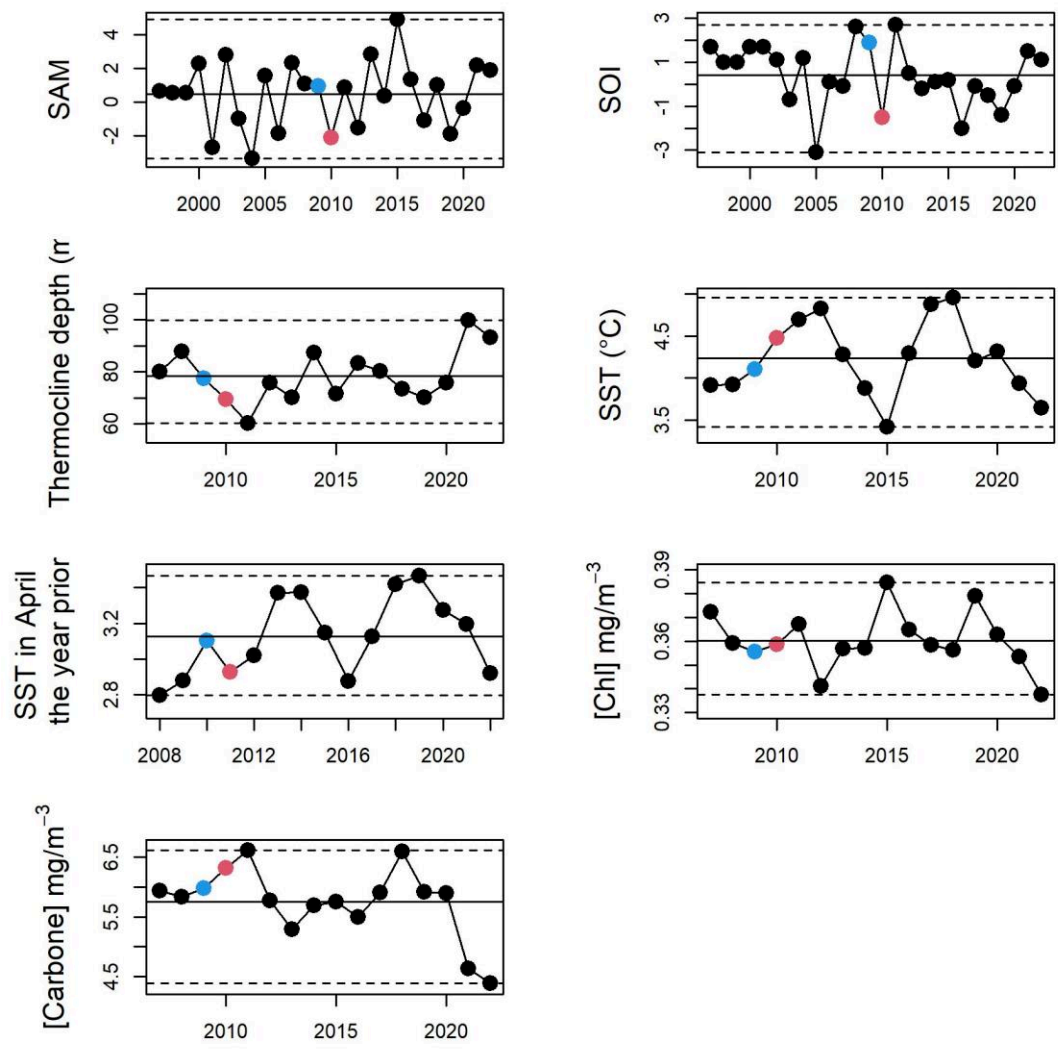 SAM
4
2
0
-2
2000 2005 2010 2015 2020
SOI
3
1
-1
-3
2000 2005 2010 2015 2020
Thermocline depth (m
100
80
60
2010 2015 2020
SST (°C)
4.5
3.5
2010 2015 2020
SST in April
the year prior
3.2
2.8
2008 2012 2016 2020
[Chl] mg/m⁻³
0.39
0.36
0.33
2010 2015 2020
[Carbone] mg/m⁻³
6.5
5.5
4.5
2010 2015 2020